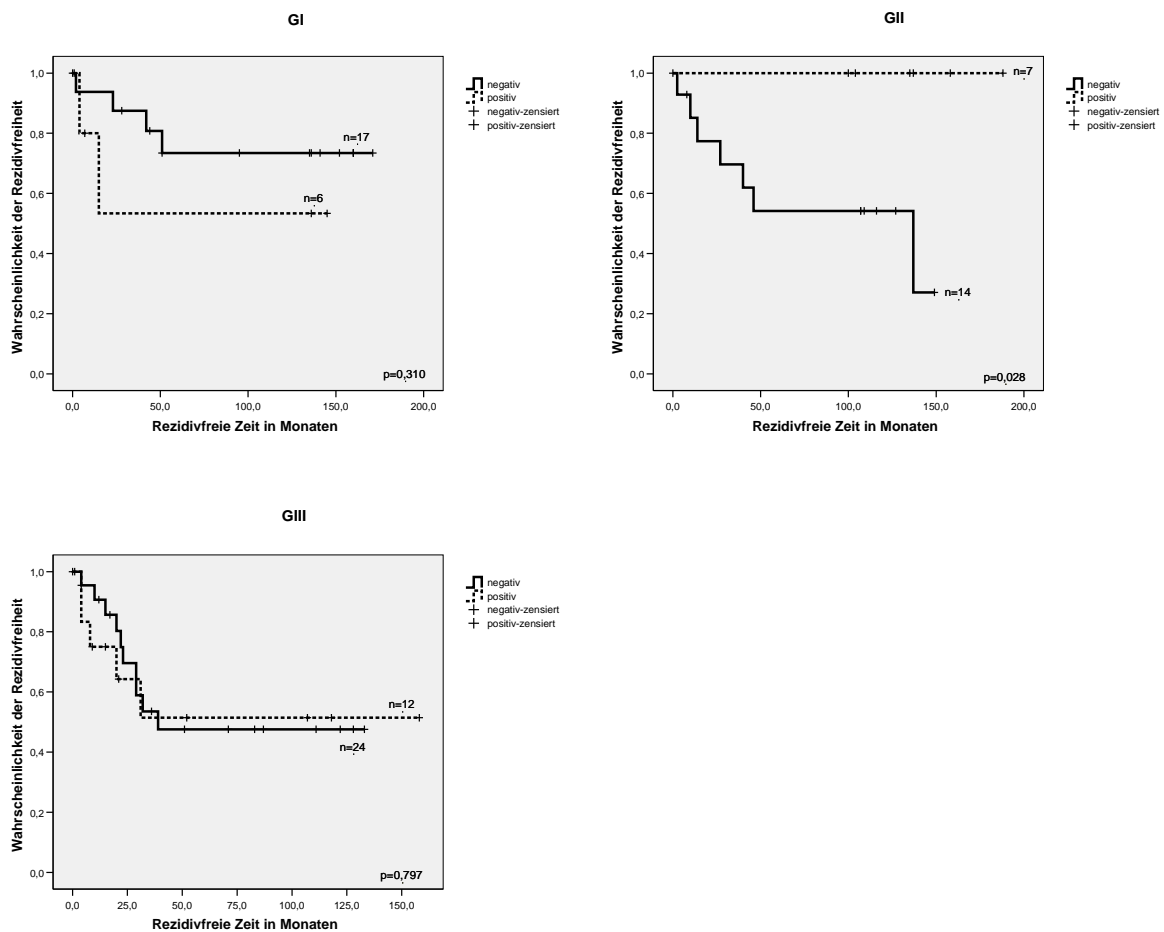 GI
Wahrscheinlichkeit der Rezidivfreiheit
1,0
0,8
0,6
0,4
0,2
0,0
n=17
n=6
p=0,310
0,0 50,0 100,0 150,0 200,0
Rezidivfreie Zeit in Monaten
negativ
positiv
negativ-zensiert
positiv-zensiert
GII
Wahrscheinlichkeit der Rezidivfreiheit
1,0
0,8
0,6
0,4
0,2
0,0
n=7
n=14
p=0,028
0,0 50,0 100,0 150,0 200,0
Rezidivfreie Zeit in Monaten
negativ
positiv
negativ-zensiert
positiv-zensiert
GIII
Wahrscheinlichkeit der Rezidivfreiheit
1,0
0,8
0,6
0,4
0,2
0,0
n=12
n=24
p=0,797
0,0 25,0 50,0 75,0 100,0 125,0 150,0
Rezidivfreie Zeit in Monaten
negativ
positiv
negativ-zensiert
positiv-zensiert